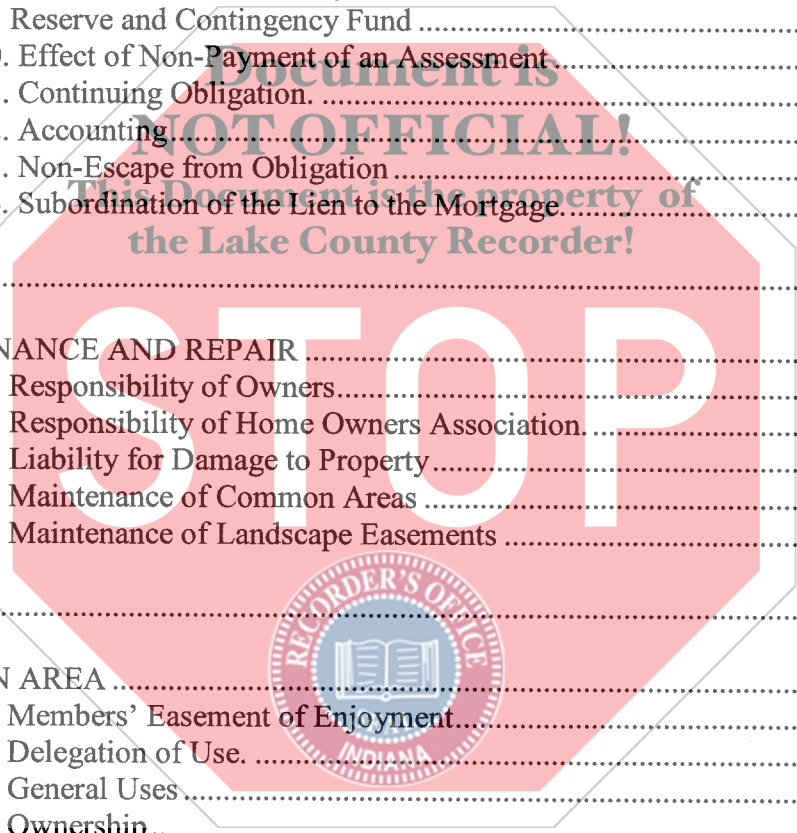 Reserve and Contingency Fund
. Effect of Non-Payment of an Assessment
Document is
. Continuing Obligation.
. Accounting
NOT OFFICIAL!
. Non-Escape from Obligation
This Document is the property of
. Subordination of the Lien to the Mortgage.
the Lake County Recorder!
STOP
NANCE AND REPAIR
Responsibility of Owners
Responsibility of Home Owners Association.
Liability for Damage to Property
Maintenance of Common Areas
Maintenance of Landscape Easements
RECORDER'S OFFICE
N AREA
Members' Easement of Enjoyment
Delegation of Use.
INDIANA
General Uses
Ownership